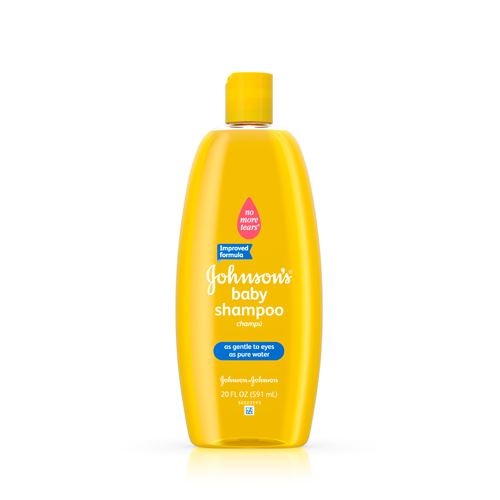 no
more
tears®
Improved
formula
Johnson's®
baby
shampoo
champú
as gentle to eyes
as pure water
Johnson & Johnson
20 FL OZ (591 mL)